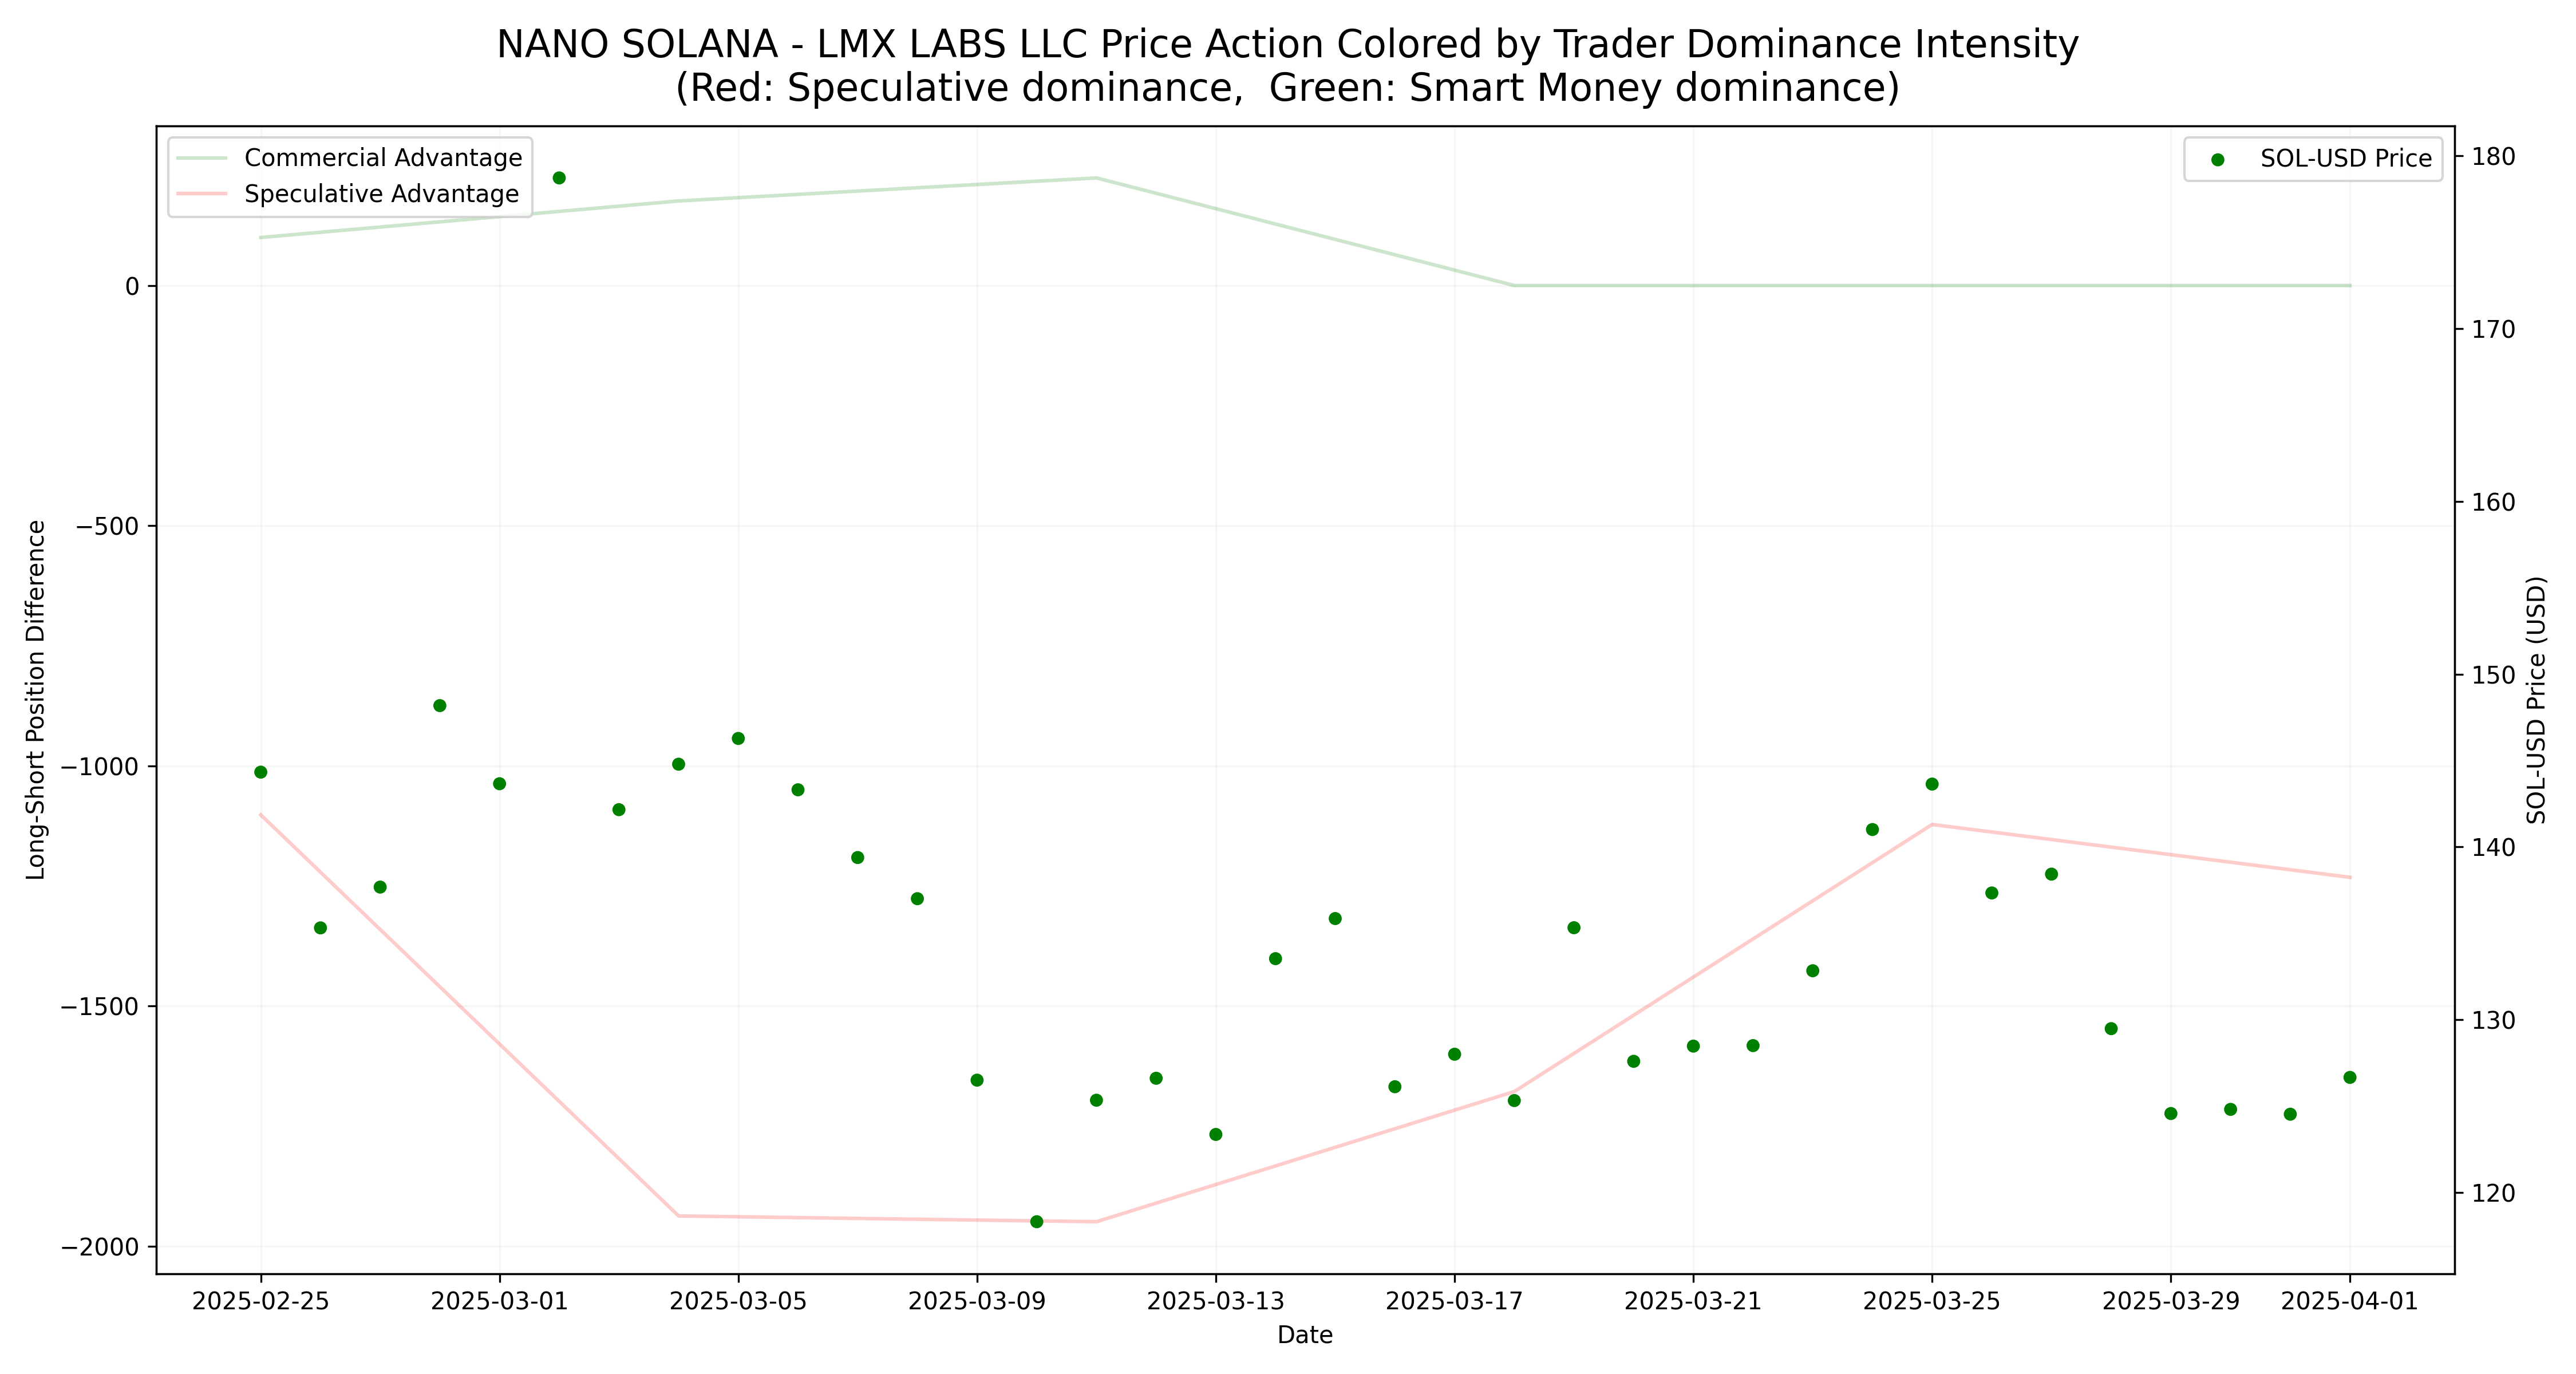 NANO SOLANA - LMX LABS LLC Price Action Colored by Trader Dominance Intensity
(Red: Speculative dominance,  Green: Smart Money dominance)
Commercial Advantage
Speculative Advantage
SOL-USD Price
Long-Short Position Difference
0
−500
−1000
−1500
−2000
180
170
160
150
140
130
120
SOL-USD Price (USD)
2025-02-25
2025-03-01
2025-03-05
2025-03-09
2025-03-13
2025-03-17
2025-03-21
2025-03-25
2025-03-29
2025-04-01
Date